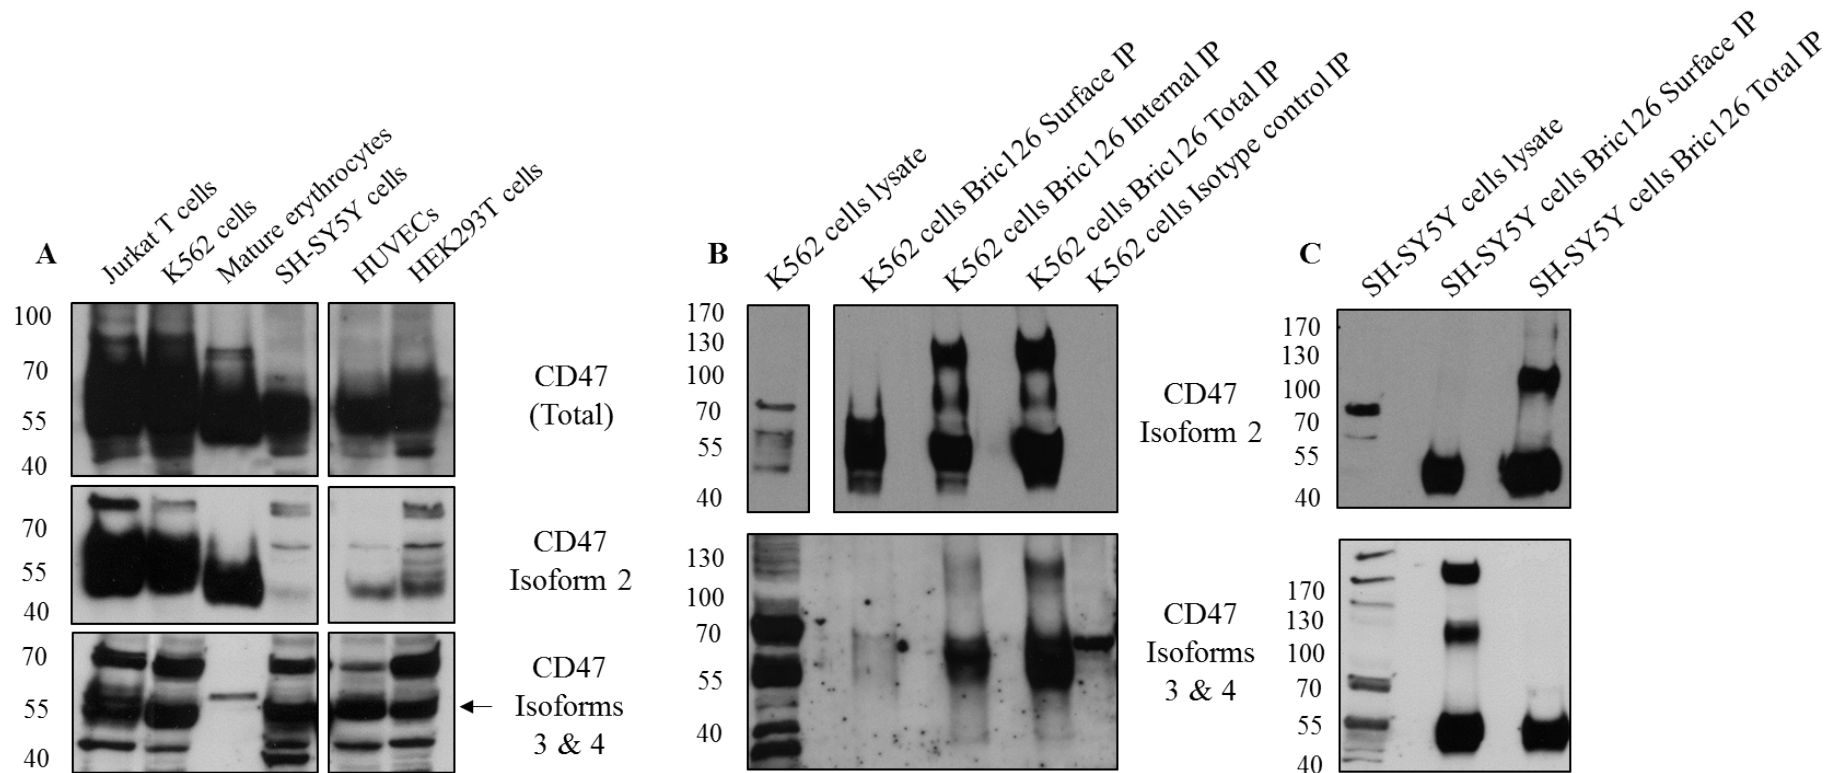 A
Jurkat T cells
K562 cells
Mature erythrocytes
SH-SY5Y cells
HUVECs
HEK293T cells
100
70
55
40
CD47
(Total)
70
55
40
CD47
Isoform 2
70
55
40
CD47
Isoforms
3 & 4
B
K562 cells lysate
K562 cells Bric126 Surface IP
K562 cells Bric126 Internal IP
K562 cells Bric126 Total IP
K562 cells Isotype control IP
170
130
100
70
55
40
CD47
Isoform 2
130
100
70
55
40
CD47
Isoforms
3 & 4
C
SH-SY5Y cells lysate
SH-SY5Y cells Bric126 Surface IP
SH-SY5Y cells Bric126 Total IP
170
130
100
70
55
40
170
130
100
70
55
40